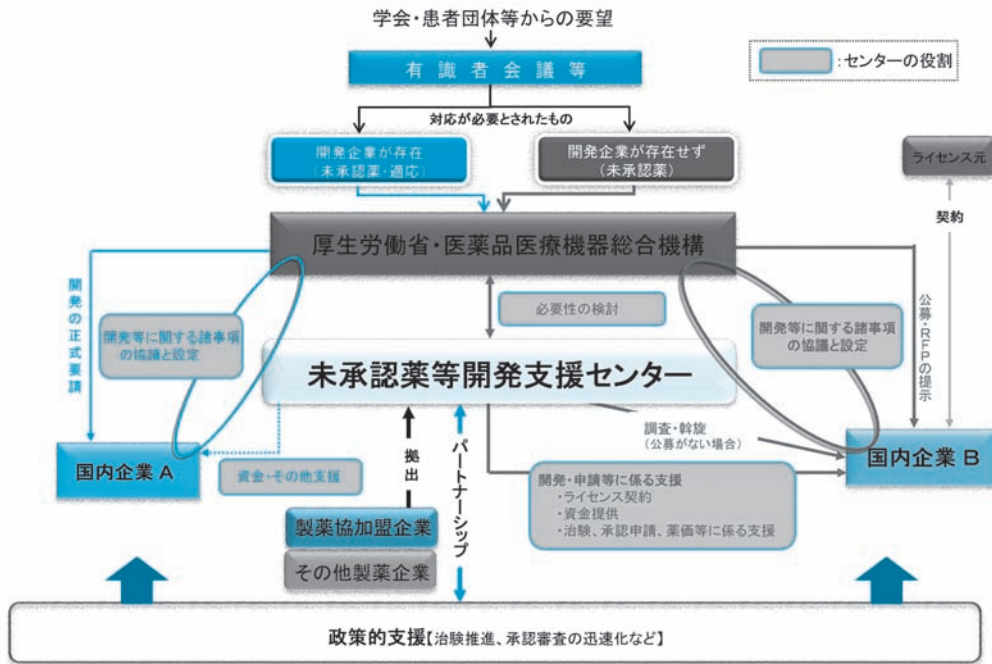 学会・患者団体等からの要望
有識者会議等
:センターの役割
対応が必要とされたもの
開発企業が存在
(未承認薬・適応)
開発企業が存在せず
(未承認薬)
ライセンス元
契約
厚生労働省・医薬品医療機器総合機構
開発の正式要請
開発等に関する諸事項
の協議と設定
必要性の検討
開発等に関する諸事項
の協議と設定
公募・RFPの提示
未承認薬等開発支援センター
調査・斡旋
(公募がない場合)
国内企業 A
資金・その他支援
拠出
パートナーシップ
国内企業 B
開発・申請等に係る支援
・ライセンス契約
・資金提供
・治験、承認申請、薬価等に係る支援
製薬協加盟企業
その他製薬企業
政策的支援【治験推進、承認審査の迅速化など】